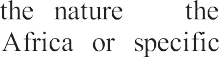 the nature the
Africa or specific